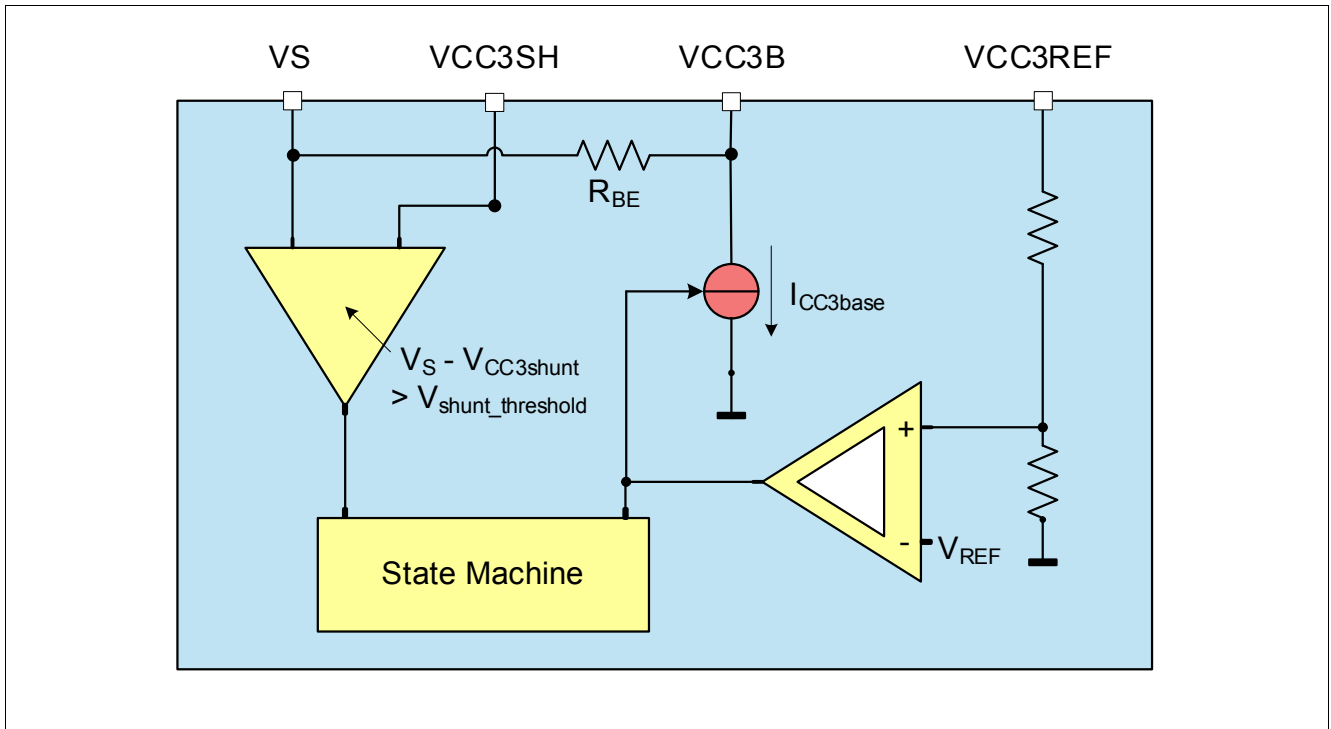 VS VCC3SH VCC3B VCC3REF
RBE
ICC3base
VS - VCC3shunt
> Vshunt_threshold
+
- VREF
State Machine